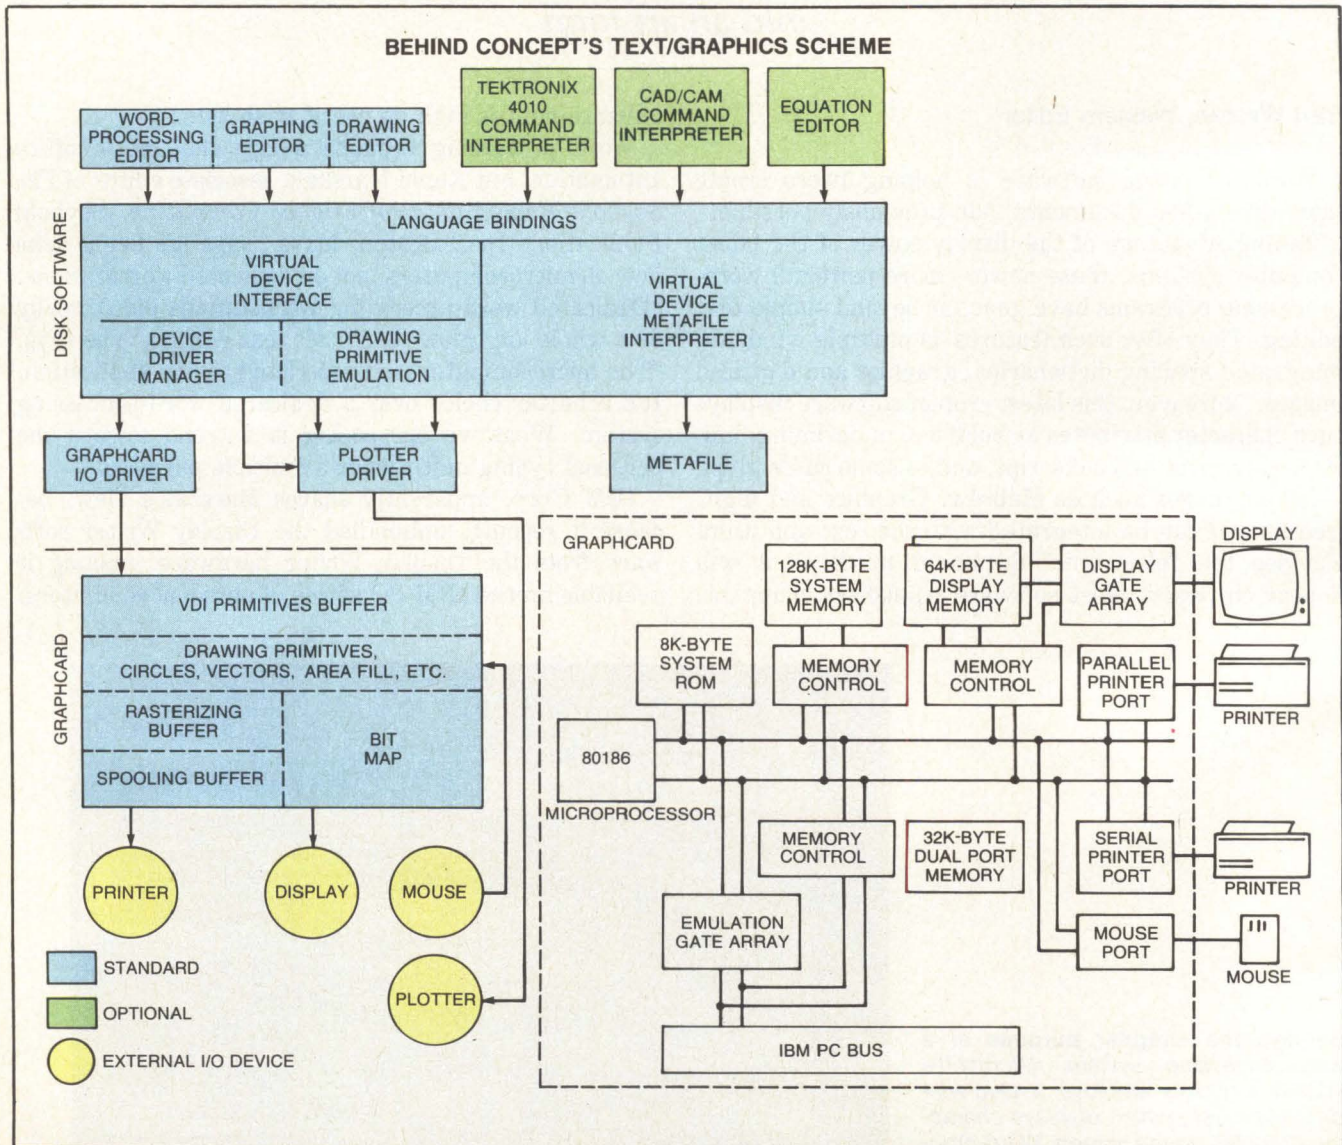 BEHIND CONCEPT'S TEXT/GRAPHICS SCHEME
WORD-
PROCESSING
EDITOR
GRAPHING
EDITOR
DRAWING
EDITOR
TEKTRONIX
4010
COMMAND
INTERPRETER
CAD/CAM
COMMAND
INTERPRETER
EQUATION
EDITOR
DISK SOFTWARE
LANGUAGE BINDINGS
VIRTUAL
DEVICE
INTERFACE
DEVICE
DRIVER
MANAGER
DRAWING
PRIMITIVE
EMULATION
VIRTUAL
DEVICE
METAFILE
INTERPRETER
GRAPHCARD
I/O DRIVER
PLOTTER
DRIVER
METAFILE
GRAPHCARD
VDI PRIMITIVES BUFFER
DRAWING PRIMITIVES,
CIRCLES, VECTORS, AREA FILL, ETC.
RASTERIZING
BUFFER
SPOOLING BUFFER
BIT
MAP
PRINTER
DISPLAY
MOUSE
PLOTTER
STANDARD
OPTIONAL
EXTERNAL I/O DEVICE
GRAPHCARD
128K-BYTE
SYSTEM
MEMORY
64K-BYTE
DISPLAY
MEMORY
DISPLAY
GATE
ARRAY
DISPLAY
8K-BYTE
SYSTEM
ROM
MEMORY
CONTROL
MEMORY
CONTROL
PARALLEL
PRINTER
PORT
PRINTER
80186
MICROPROCESSOR
MEMORY
CONTROL
32K-BYTE
DUAL PORT
MEMORY
SERIAL
PRINTER
PORT
PRINTER
EMULATION
GATE ARRAY
MOUSE
PORT
MOUSE
IBM PC BUS